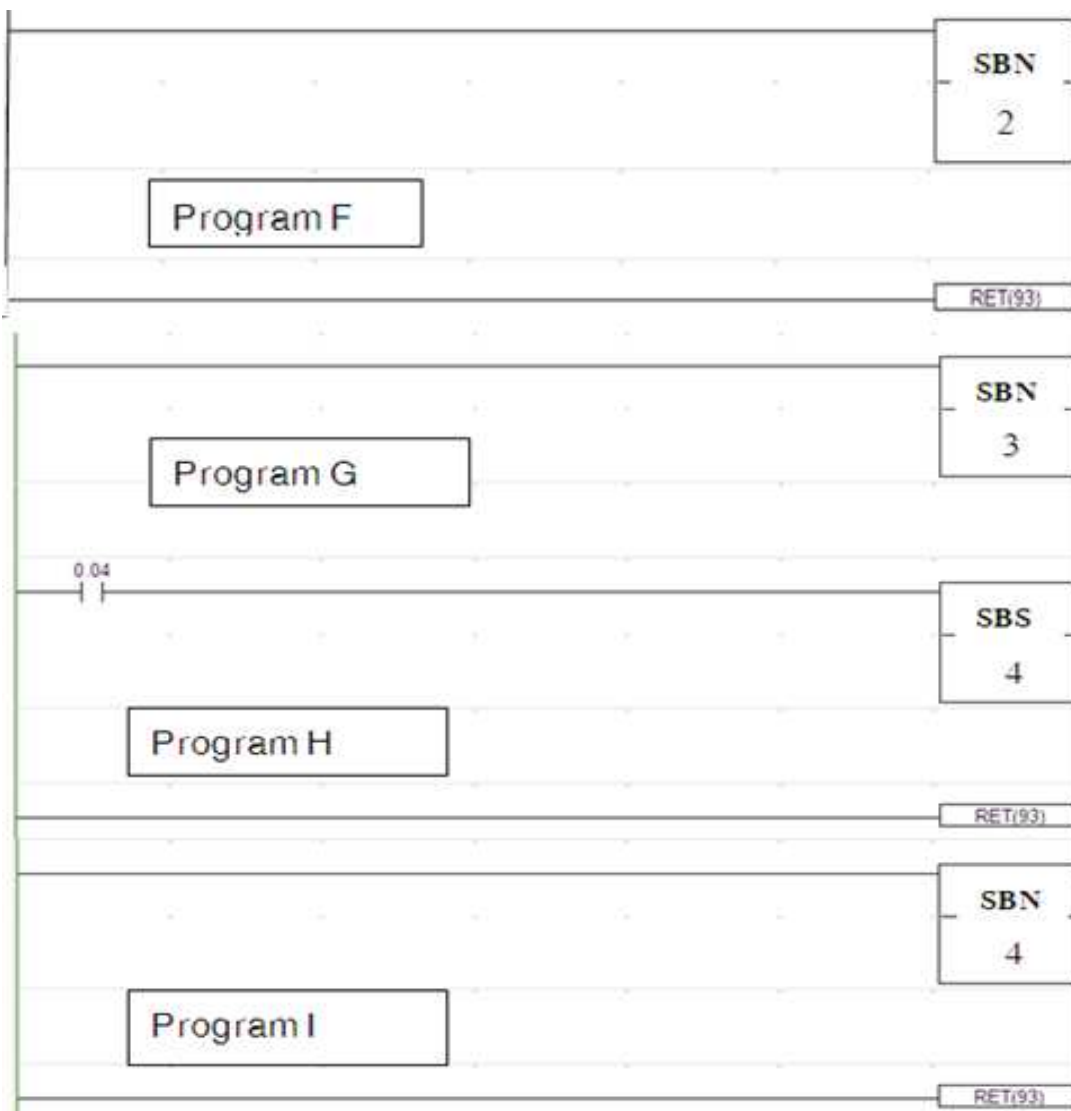 SBN
2
Program F
RET(93)
SBN
3
Program G
0.04
SBS
4
Program H
RET(93)
SBN
4
Program I
RET(93)